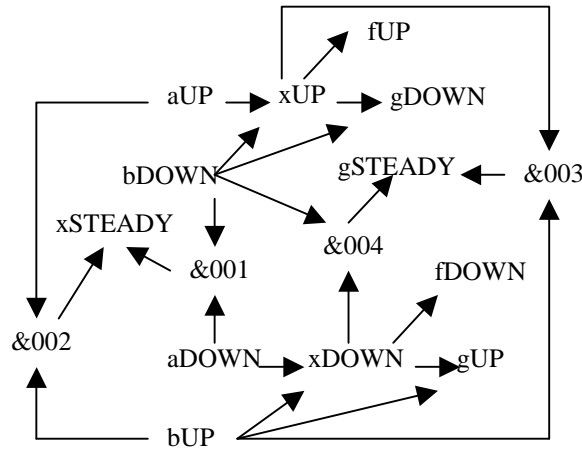 fUP
aUP xUP gDOWN
bDOWN gSTEADY &003
xSTEADY &004
&001 fDOWN
&002
aDOWN xDOWN gUP
bUP